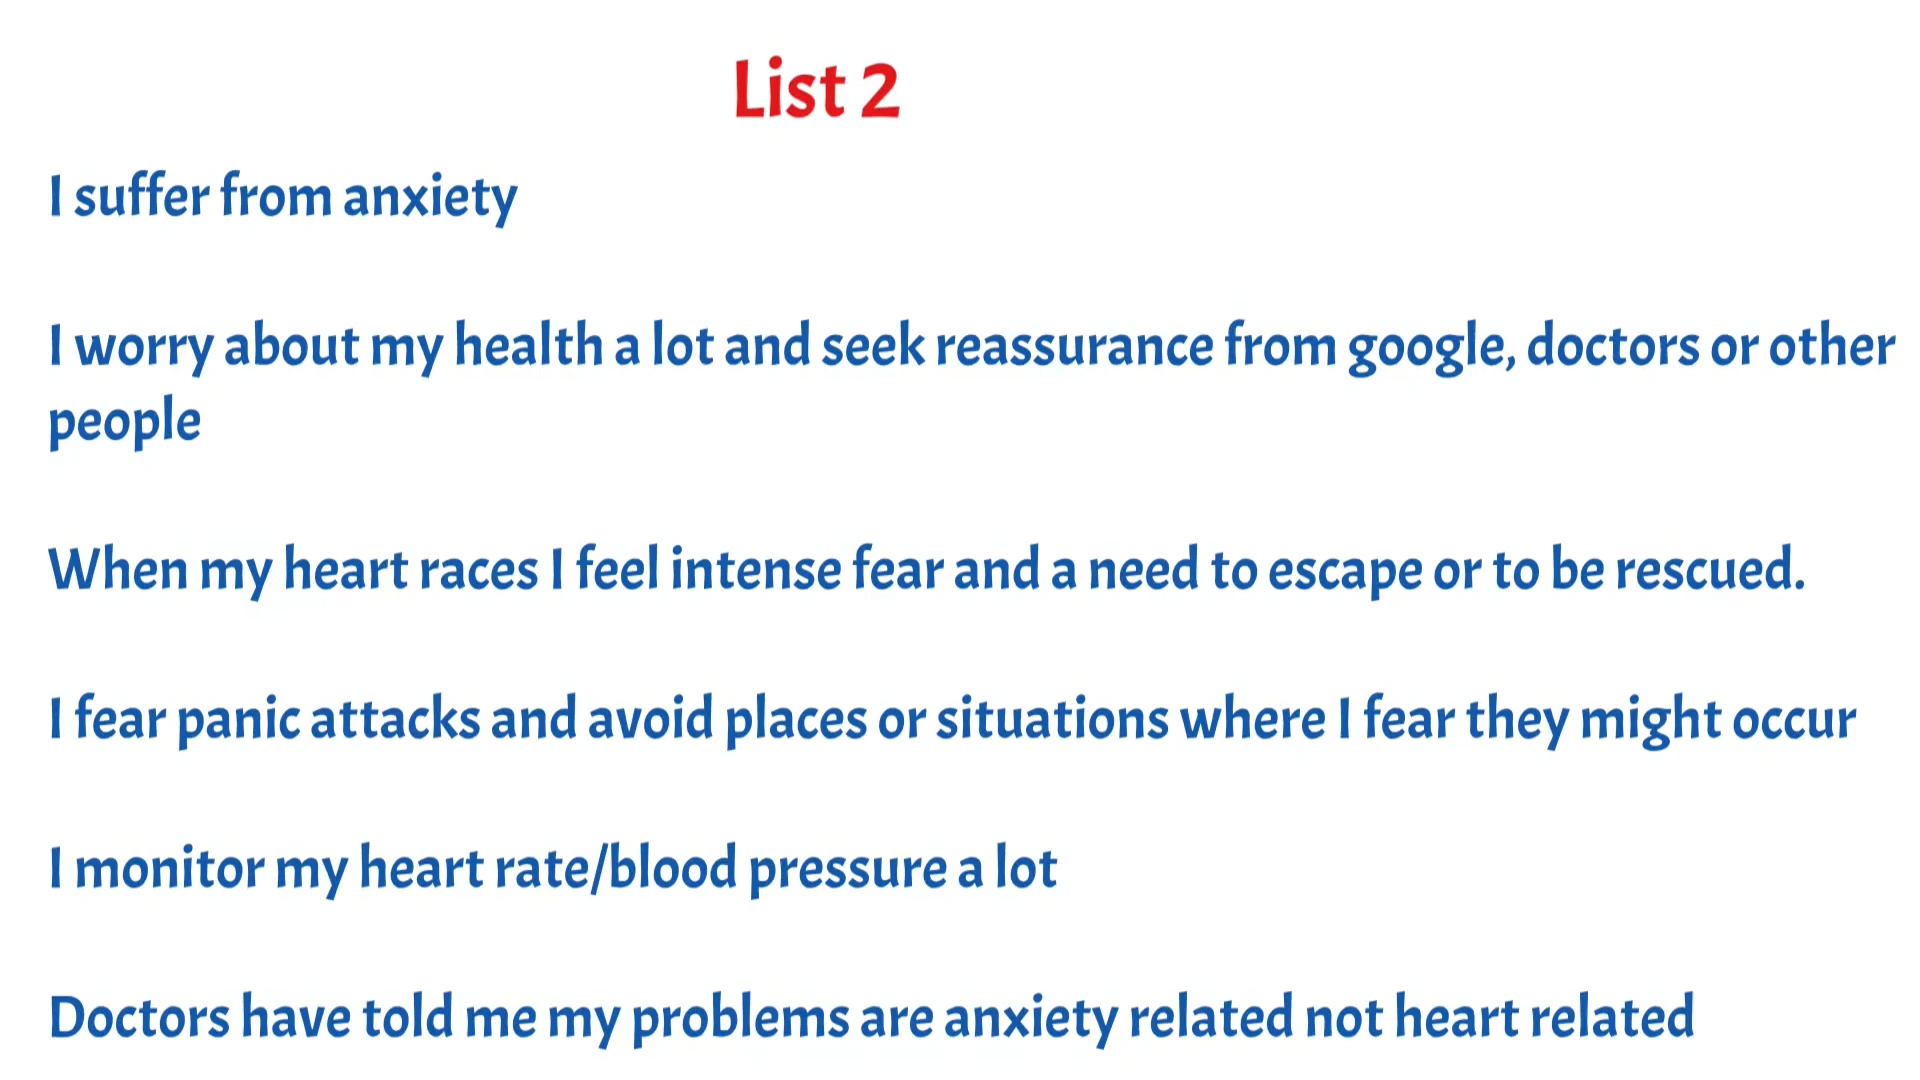 List 2
I suffer from anxiety
I worry about my health a lot and seek reassurance from google, doctors or other
people
When my heart races I feel intense fear and a need to escape or to be rescued.
I fear panic attacks and avoid places or situations where I fear they might occur
I monitor my heart rate/blood pressure a lot
Doctors have told me my problems are anxiety related not heart related